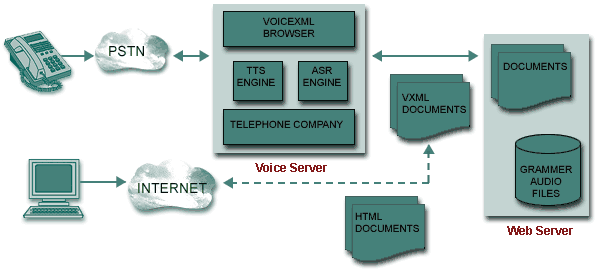 PSTN
VOICEXML
BROWSER
TTS
ENGINE
ASR
ENGINE
TELEPHONE COMPANY
Voice Server
VXML
DOCUMENTS
DOCUMENTS
GRAMMER
AUDIO
FILES
Web Server
INTERNET
HTML
DOCUMENTS